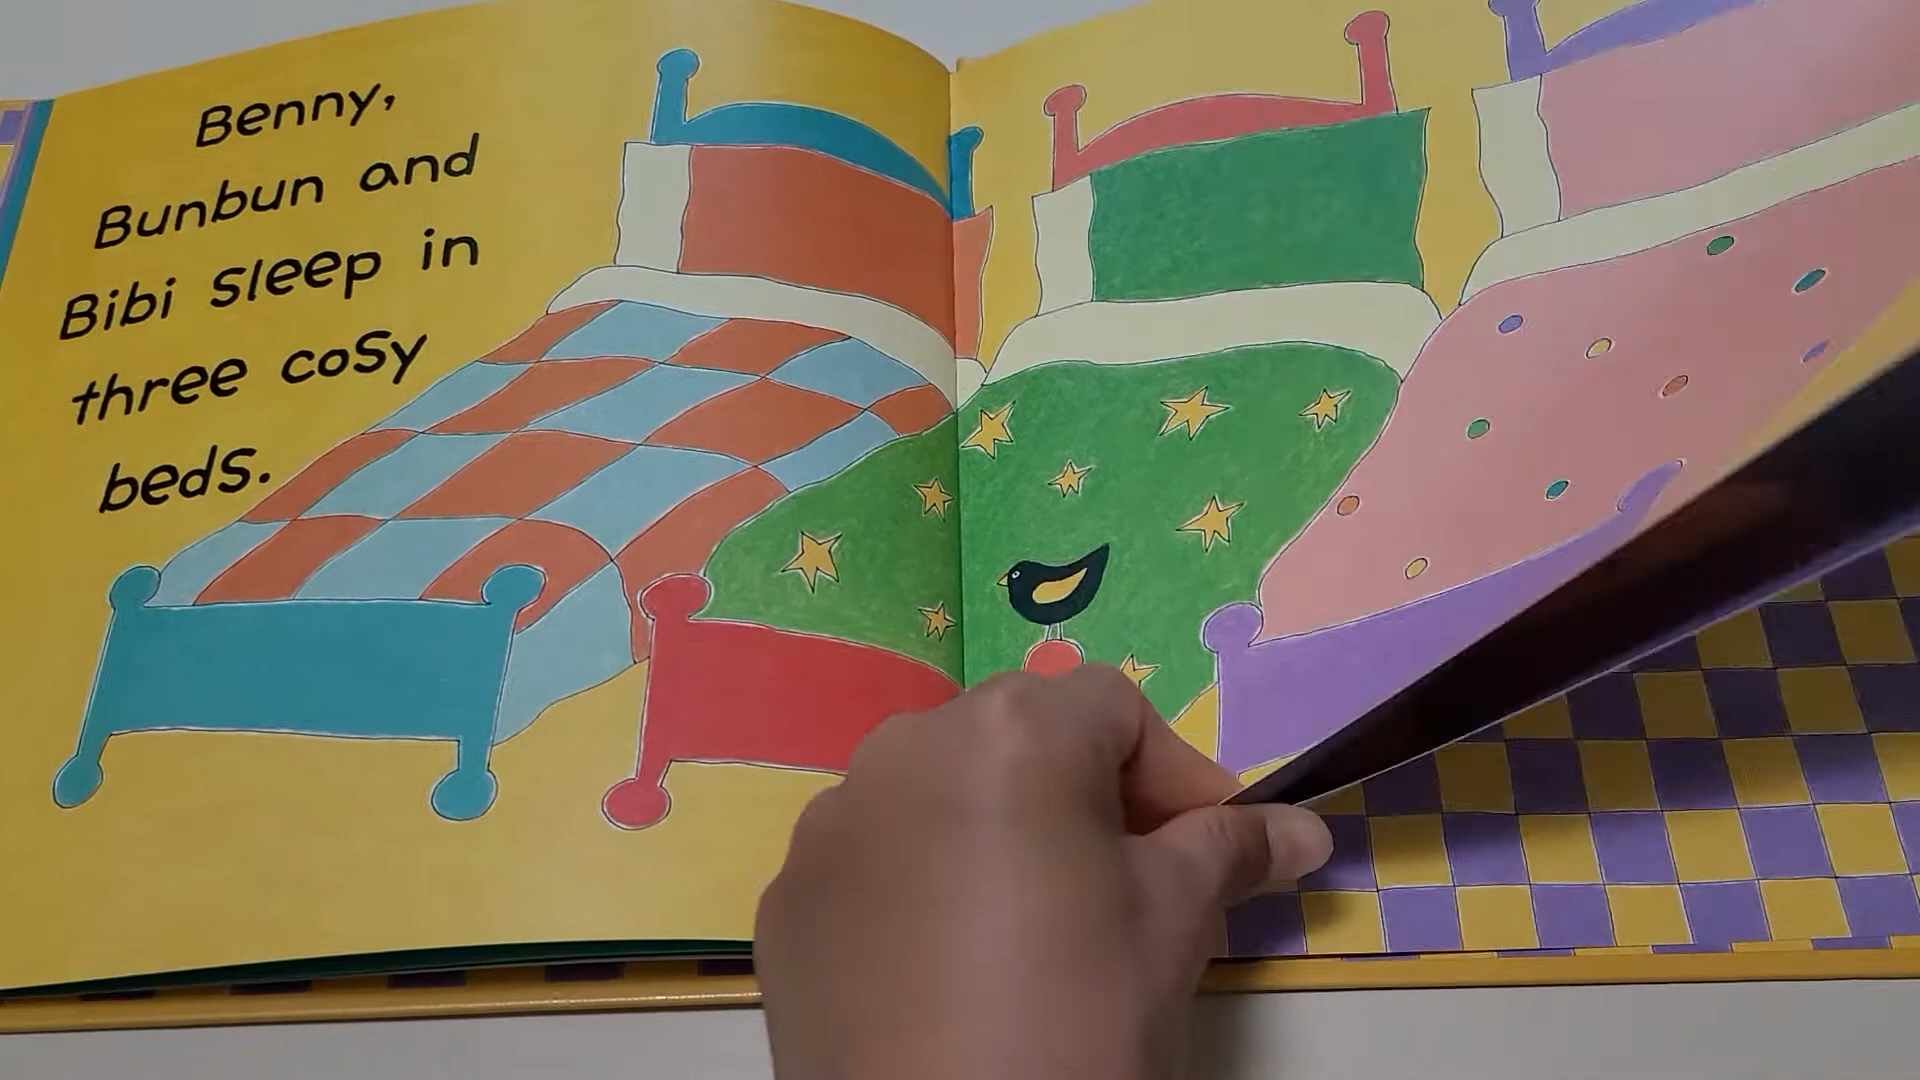 Benny,
Bunbun and
Bibi sleep in
three cosy
beds.